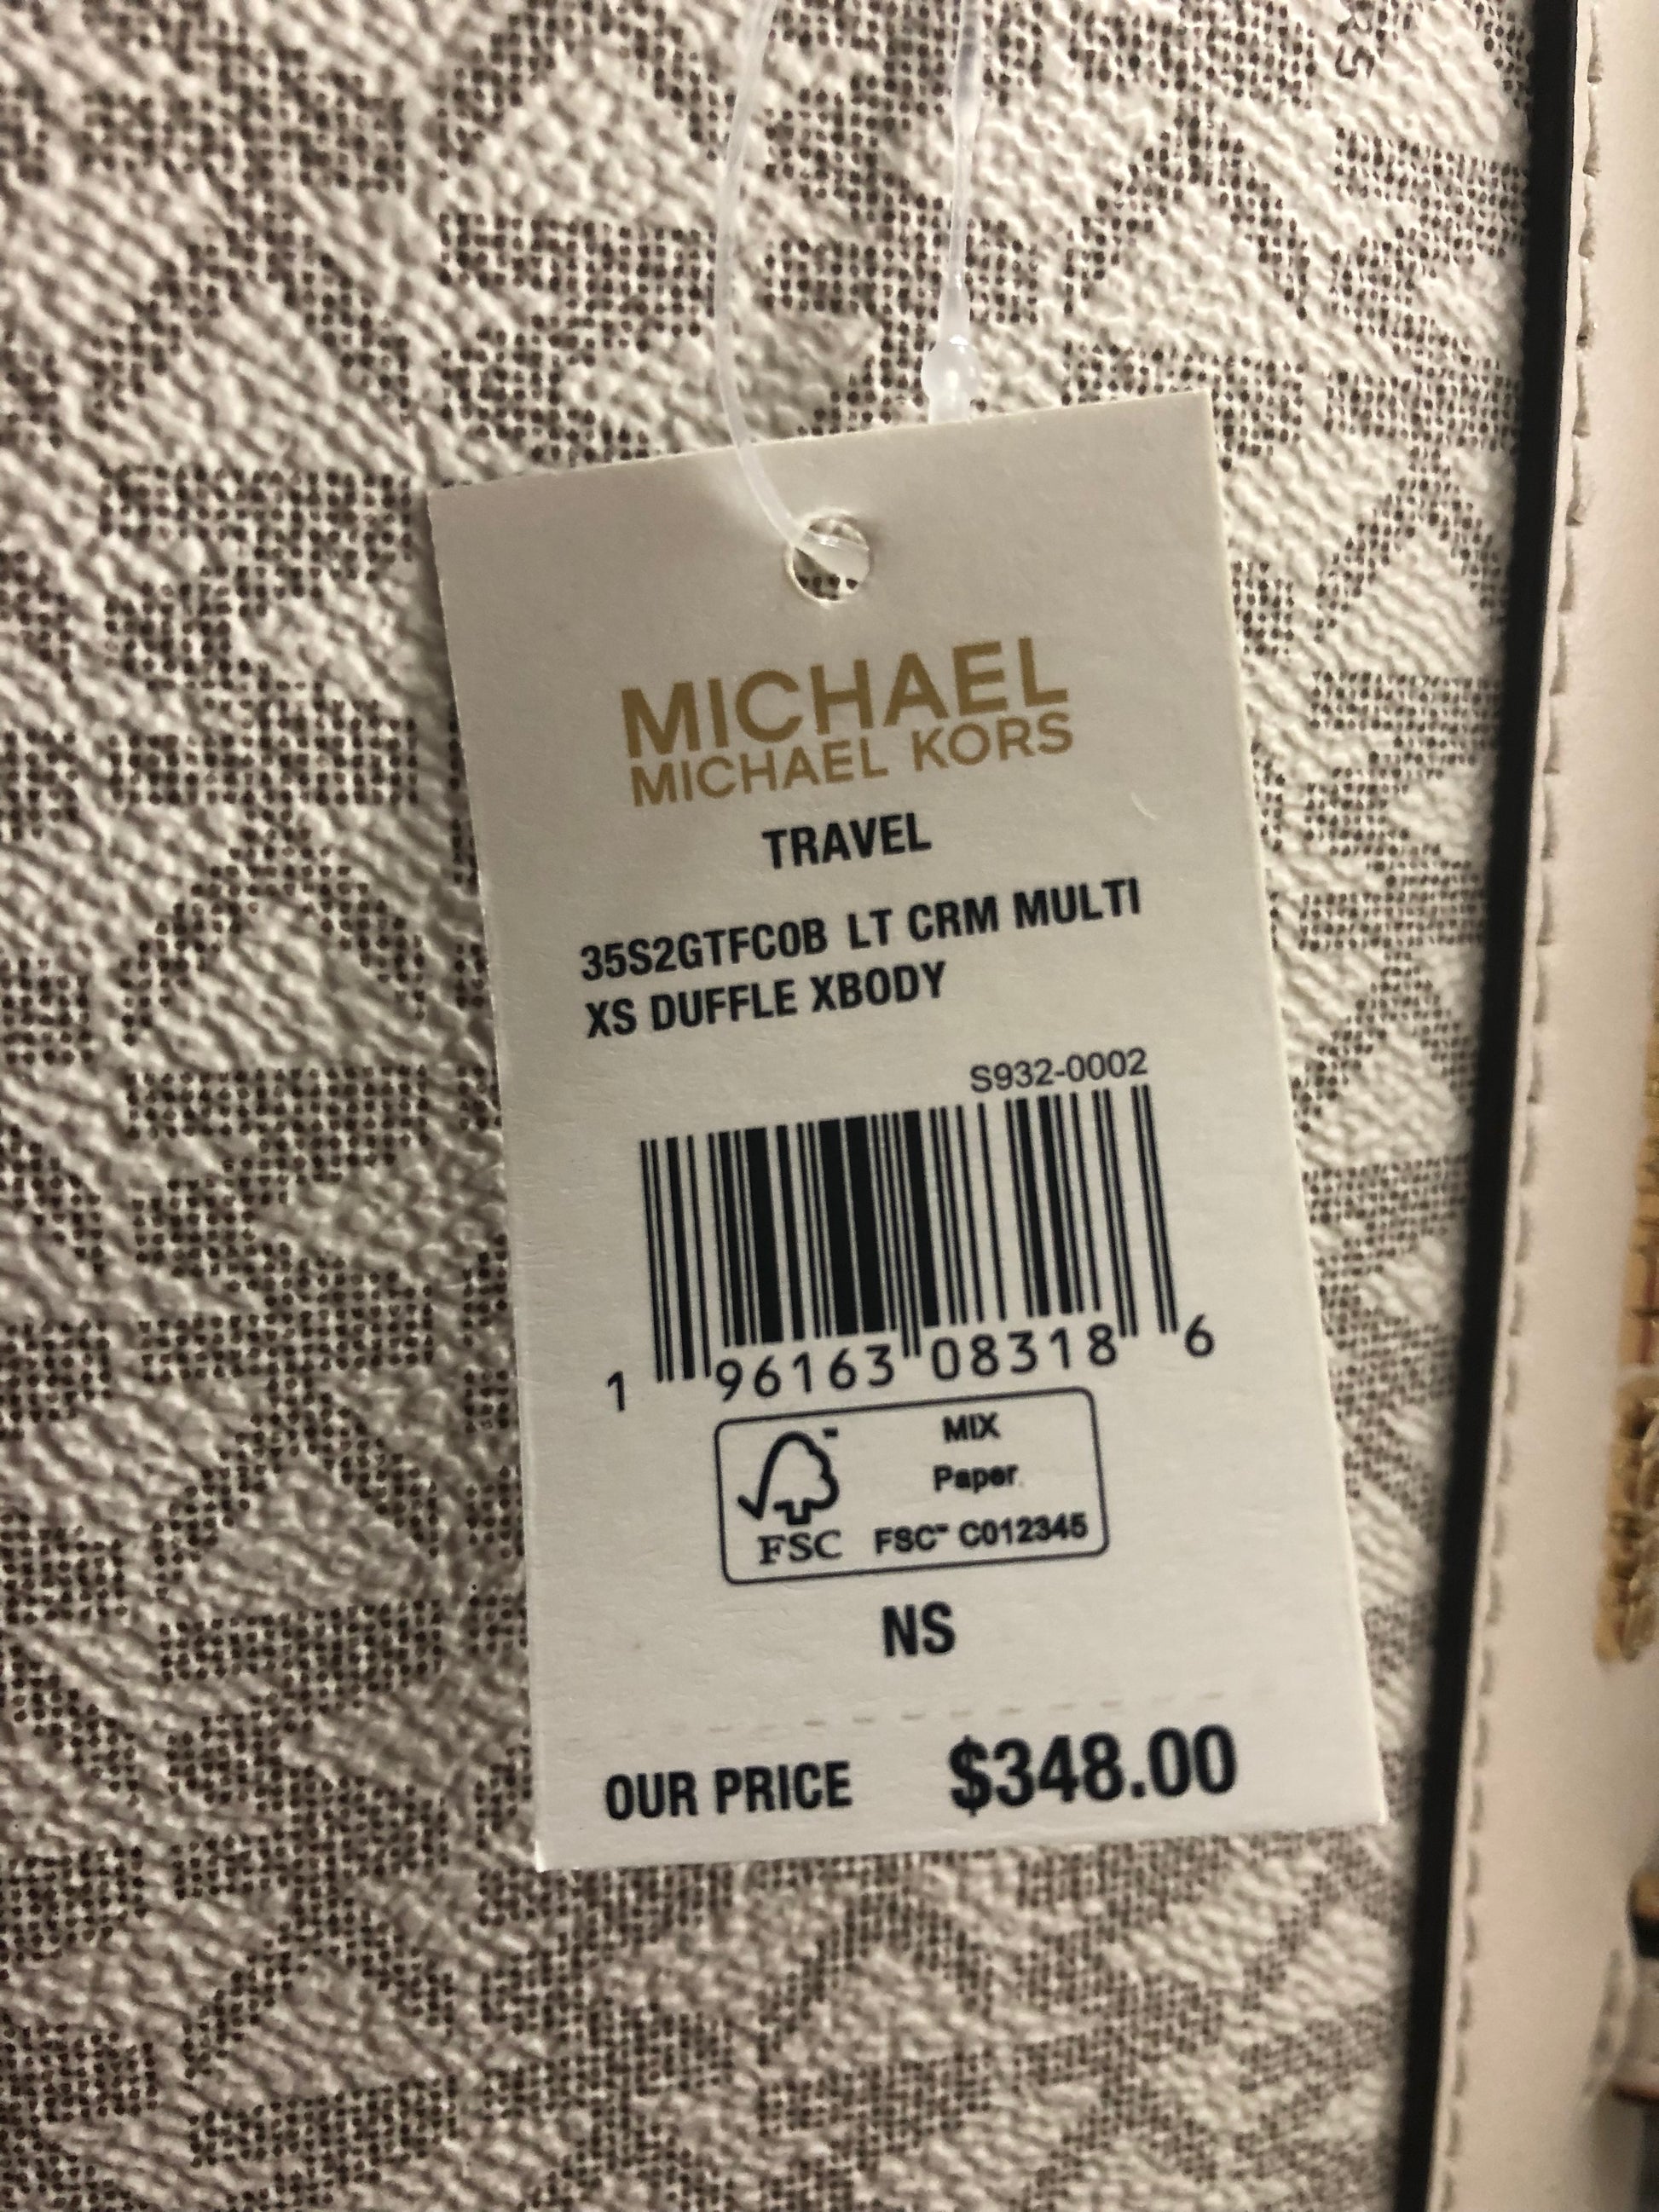 MICHAEL
MICHAEL KORS
TRAVEL
35S2GTFC0B LT CRM MULTI
XS DUFFLE XBODY
S932-0002
1 96163 08318 6
MIX
Paper
FSC™ C012345
FSC
NS
OUR PRICE $348.00